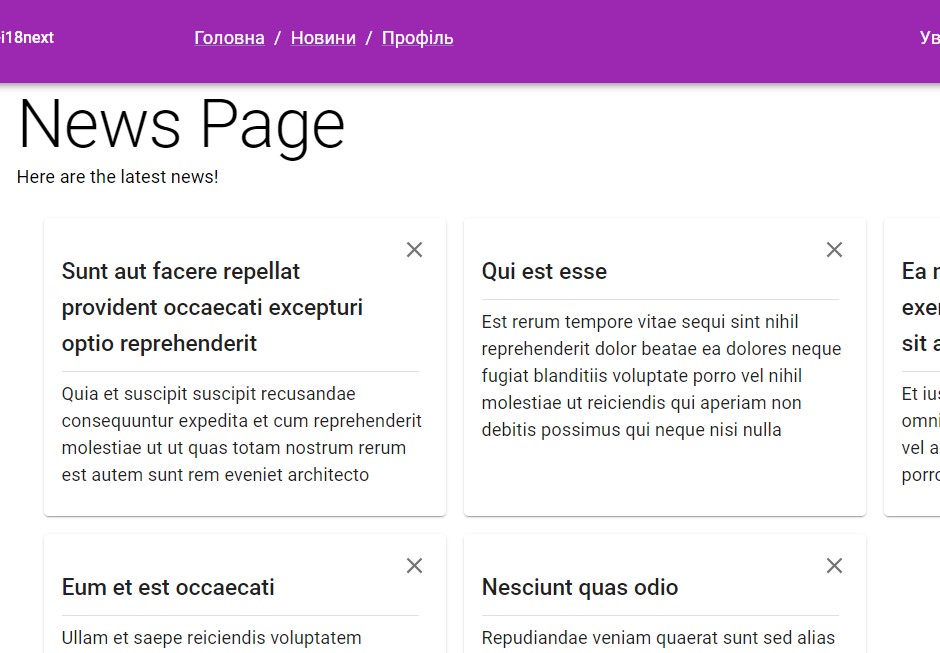 i18next
Головна / Новини / Профіль
News Page
Here are the latest news!
Sunt aut facere repellat
provident occaecati excepturi
optio reprehenderit
Quia et suscipit suscipit recusandae
consequuntur expedita et cum reprehenderit
molestiae ut ut quas totam nostrum rerum
est autem sunt rem eveniet architecto
Qui est esse
Est rerum tempore vitae sequi sint nihil
reprehenderit dolor beatae ea dolores neque
fugiat blanditiis voluptate porro vel nihil
molestiae ut reiciendis qui aperiam non
debitis possimus qui neque nisi nulla
Ea
sit
Et
vel
Eum et est occaecati
Ullam et saepe reiciendis voluptatem
Nesciunt quas odio
Repudiandae veniam quaerat sunt sed alias